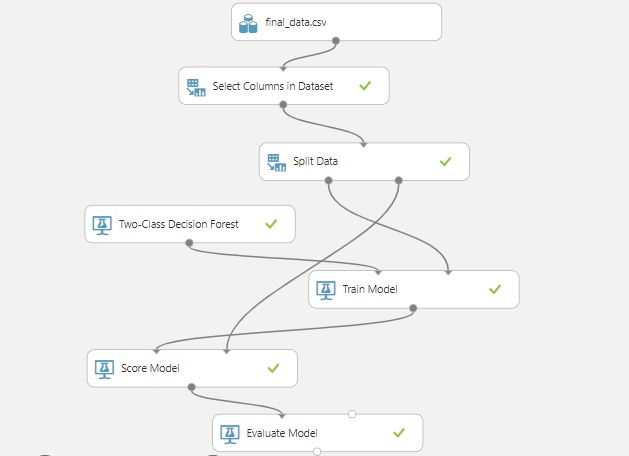 final_data.csv
Select Columns in Dataset
Split Data
Two-Class Decision Forest
Train Model
Score Model
Evaluate Model